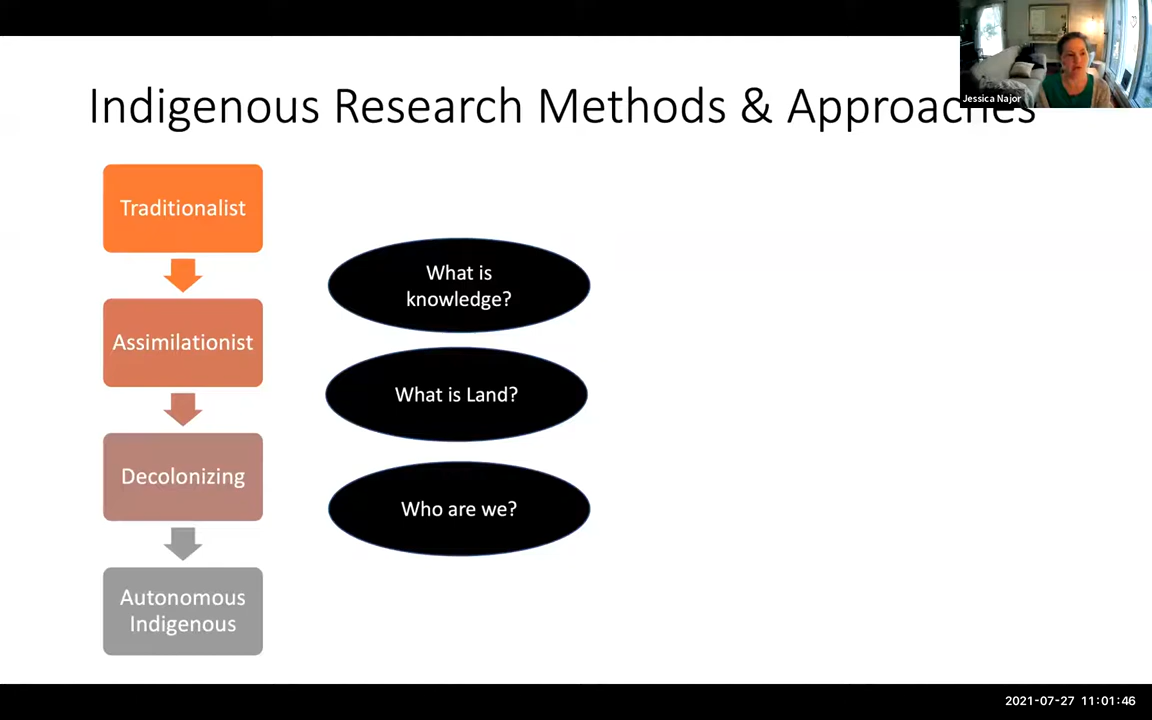 Indigenous Research Methods & Approaches
Jessica Najor
Traditionalist
Assimilationist
Decolonizing
Autonomous
Indigenous
What is
knowledge?
What is Land?
Who are we?
2021-07-27 11:01:46